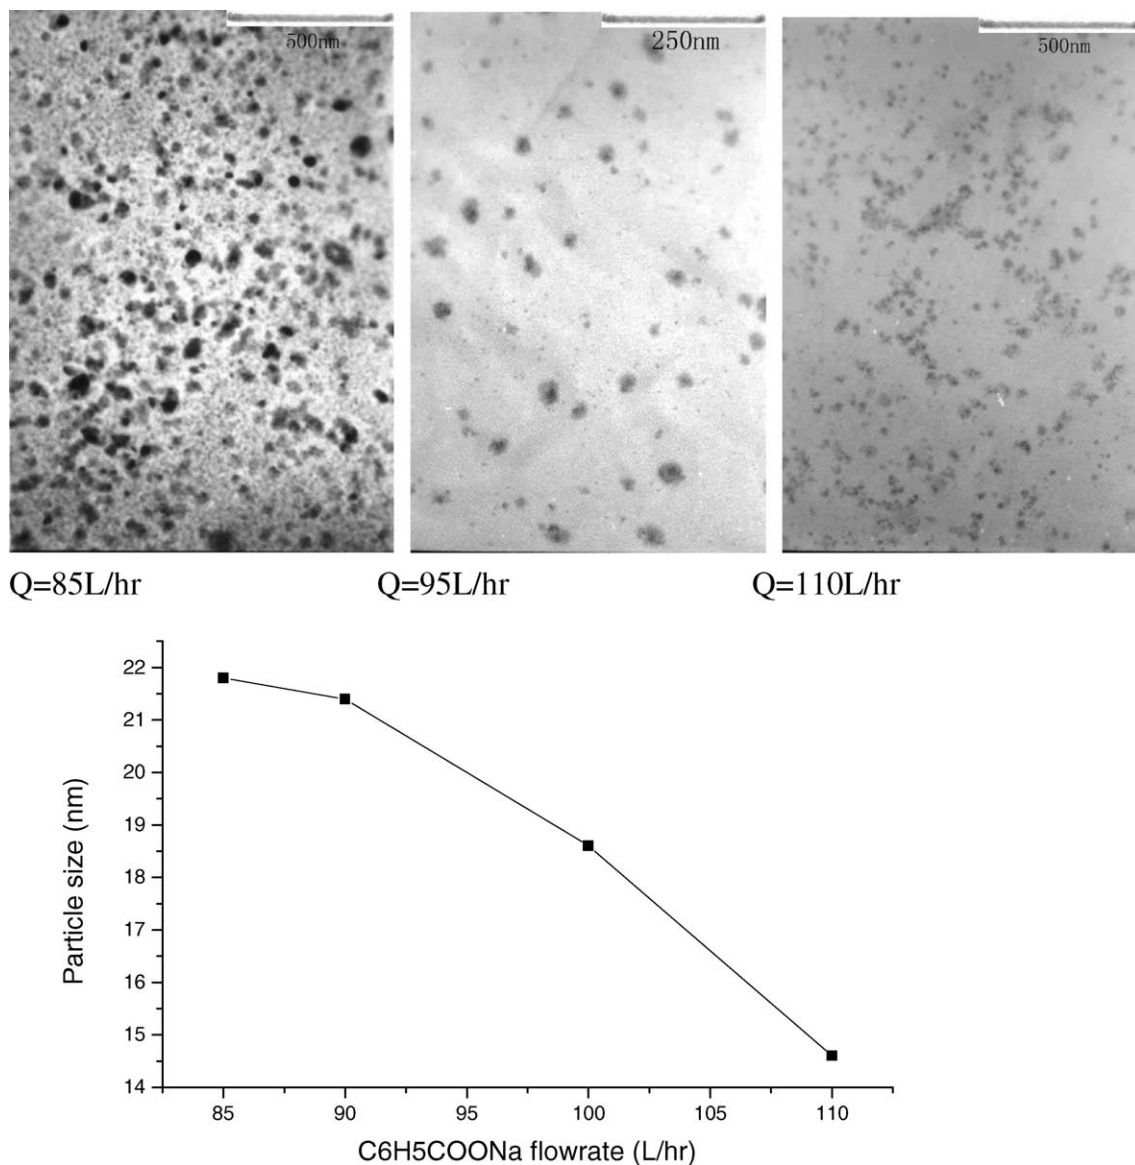 500nm 250nm 500nm
Q=85L/hr Q=95L/hr Q=110L/hr
22
21
20
19
18
17
16
15
14
Particle size (nm)
85 90 95 100 105 110
C6H5COONa flowrate (L/hr)